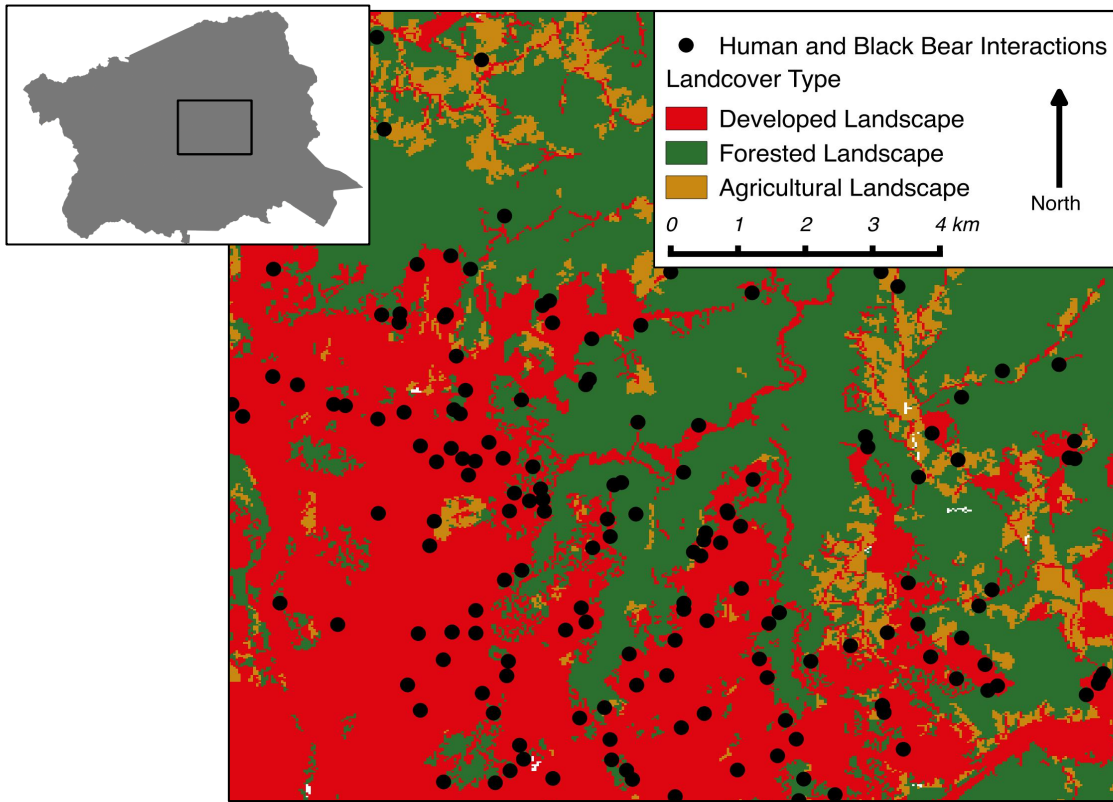 Human and Black Bear Interactions
Landcover Type
Developed Landscape
Forested Landscape
Agricultural Landscape
North
0 1 2 3 4 km